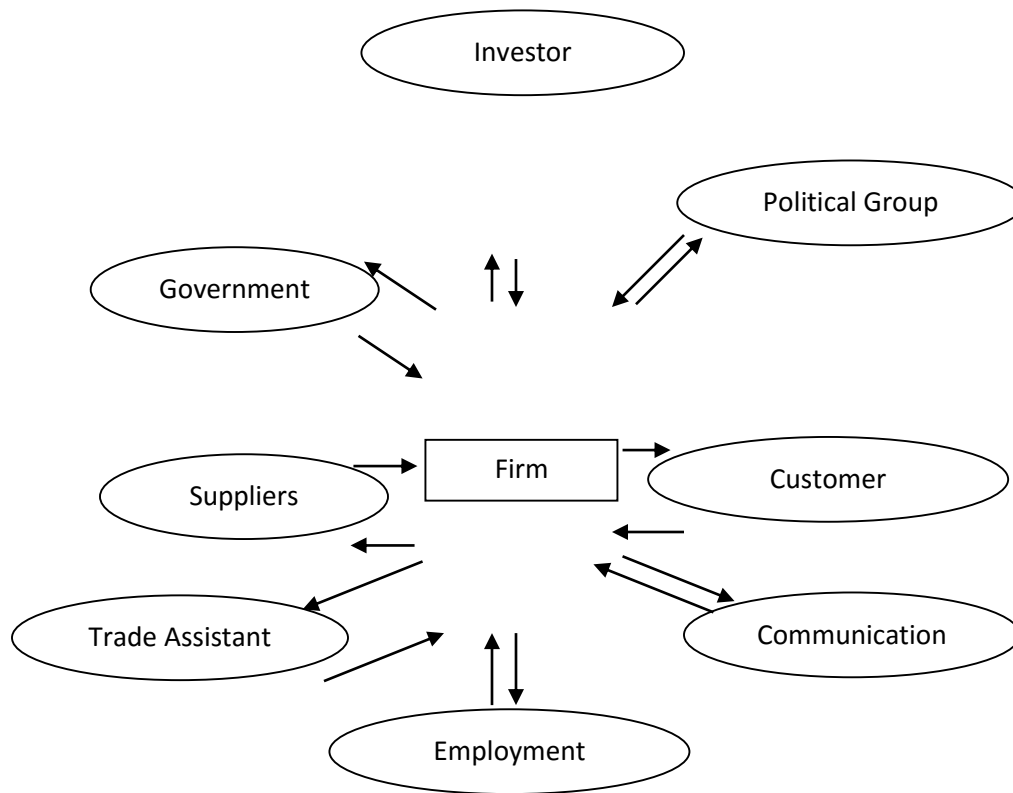 Investor
Political Group
Government
Firm
Customer
Suppliers
Trade Assistant
Communication
Employment